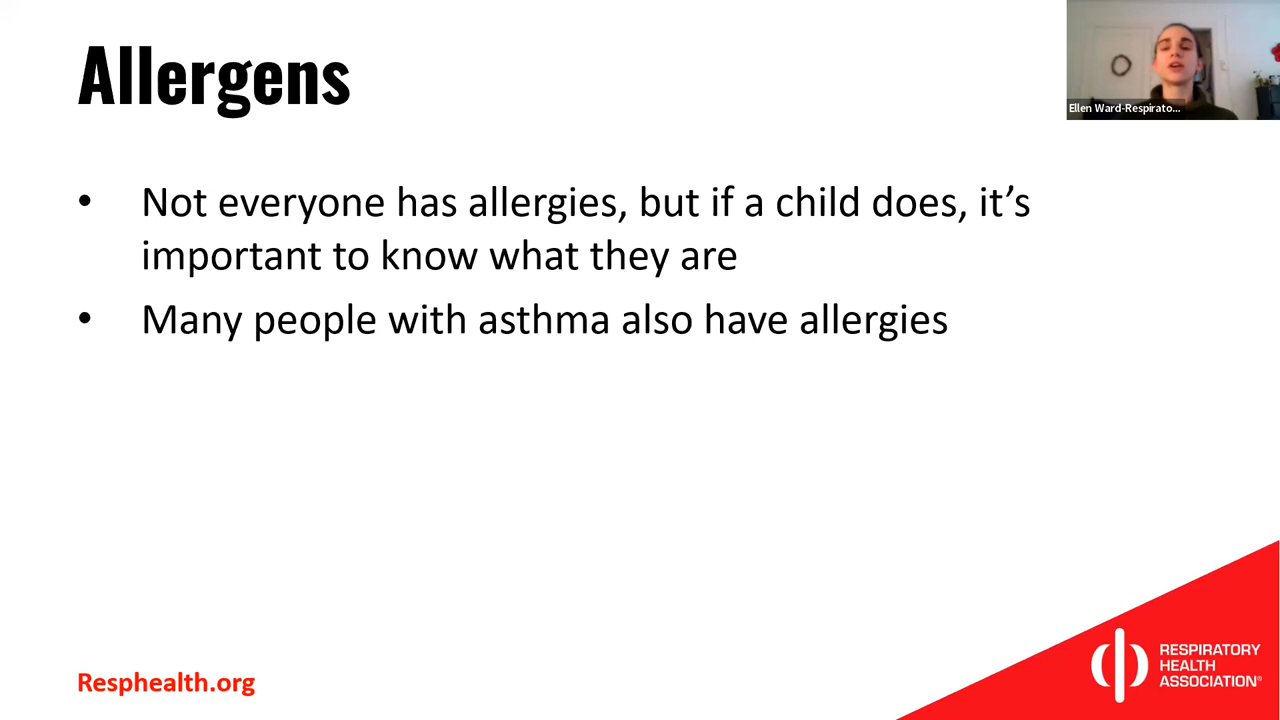 Allergens
Ellen Ward-Respirato...
• Not everyone has allergies, but if a child does, it’s
important to know what they are
• Many people with asthma also have allergies
Resphealth.org
RESPIRATORY
HEALTH
ASSOCIATION®